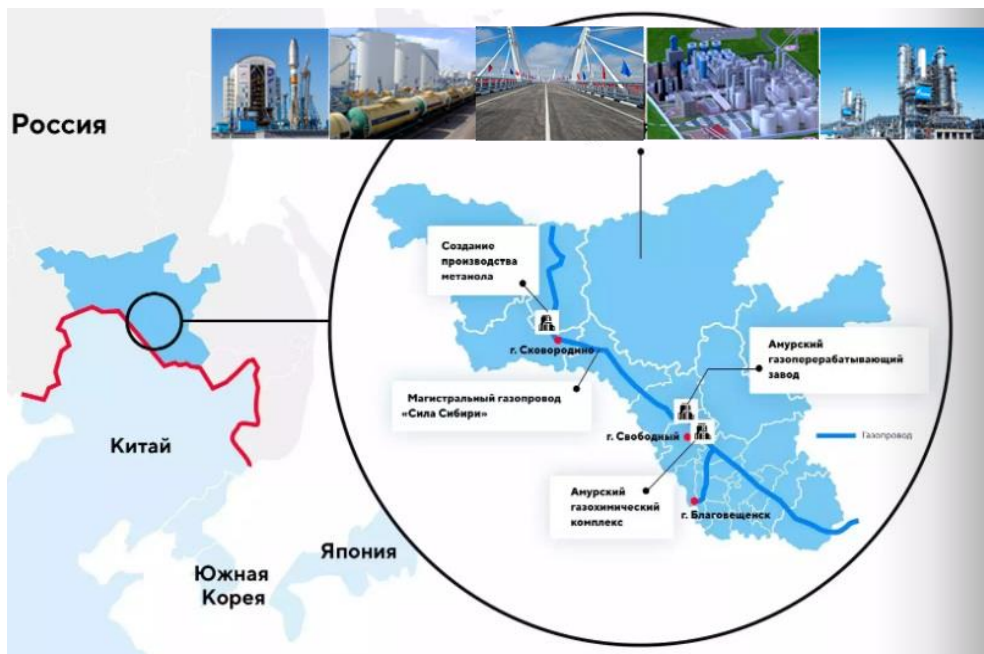 Россия
Создание
производства
метанола
г. Сковородино
Амурский
газоперерабатывающий
завод
Магистральный газопровод
«Сила Сибири»
г. Свободный
Газопровод
Китай
Амурский
газохимический
комплекс
г. Благовещенск
Япония
Южная
Корея